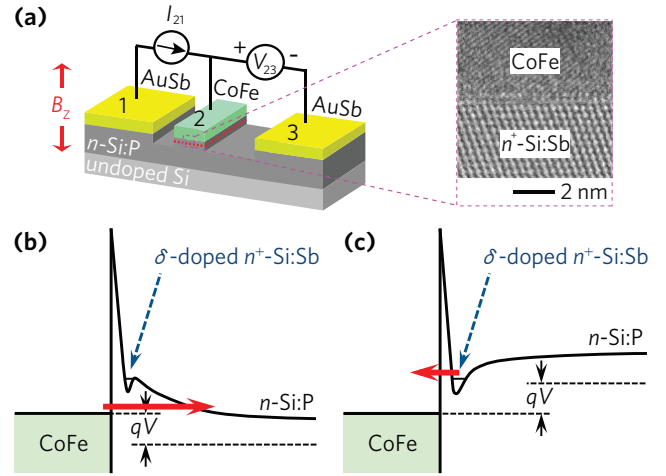 (a)
I21
+
V23
-
AuSb
CoFe
AuSb
BZ
1
2
3
n-Si:P
undoped Si
CoFe
n+-Si:Sb
2 nm
(b)
δ-doped n+-Si:Sb
n-Si:P
qV
CoFe
(c)
δ-doped n+-Si:Sb
n-Si:P
qV
CoFe